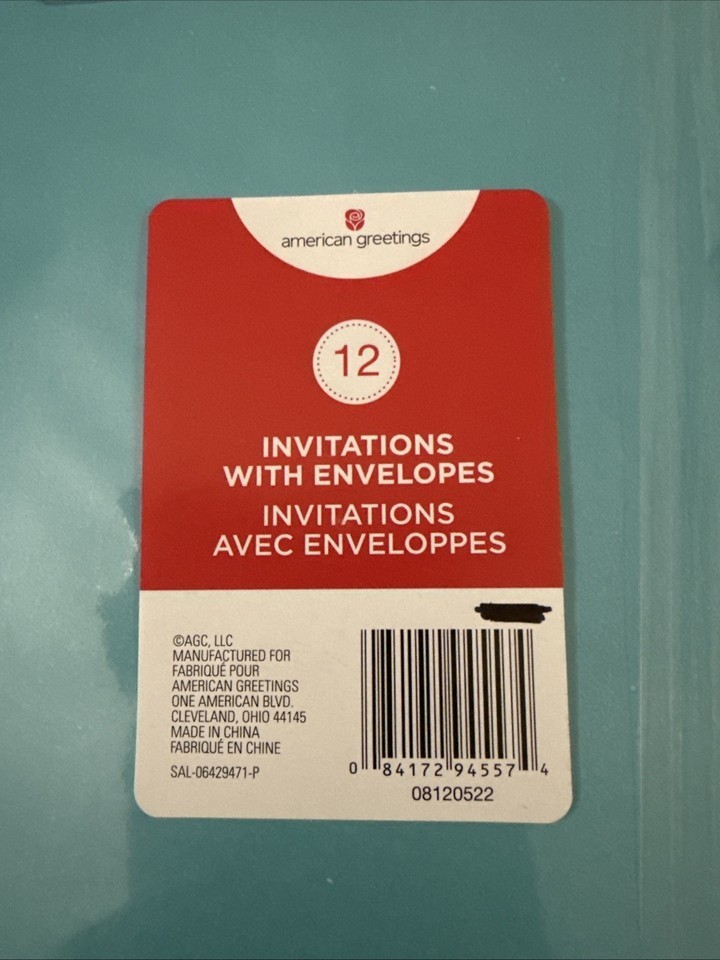 american greetings
12
INVITATIONS
WITH ENVELOPES
INVITATIONS
AVEC ENVELOPPES
©AGC, LLC
MANUFACTURED FOR
FABRIQUÉ POUR
AMERICAN GREETINGS
ONE AMERICAN BLVD.
CLEVELAND, OHIO 44145
MADE IN CHINA
FABRIQUÉ EN CHINE
SAL-06429471-P
0 84172 94557 4
08120522